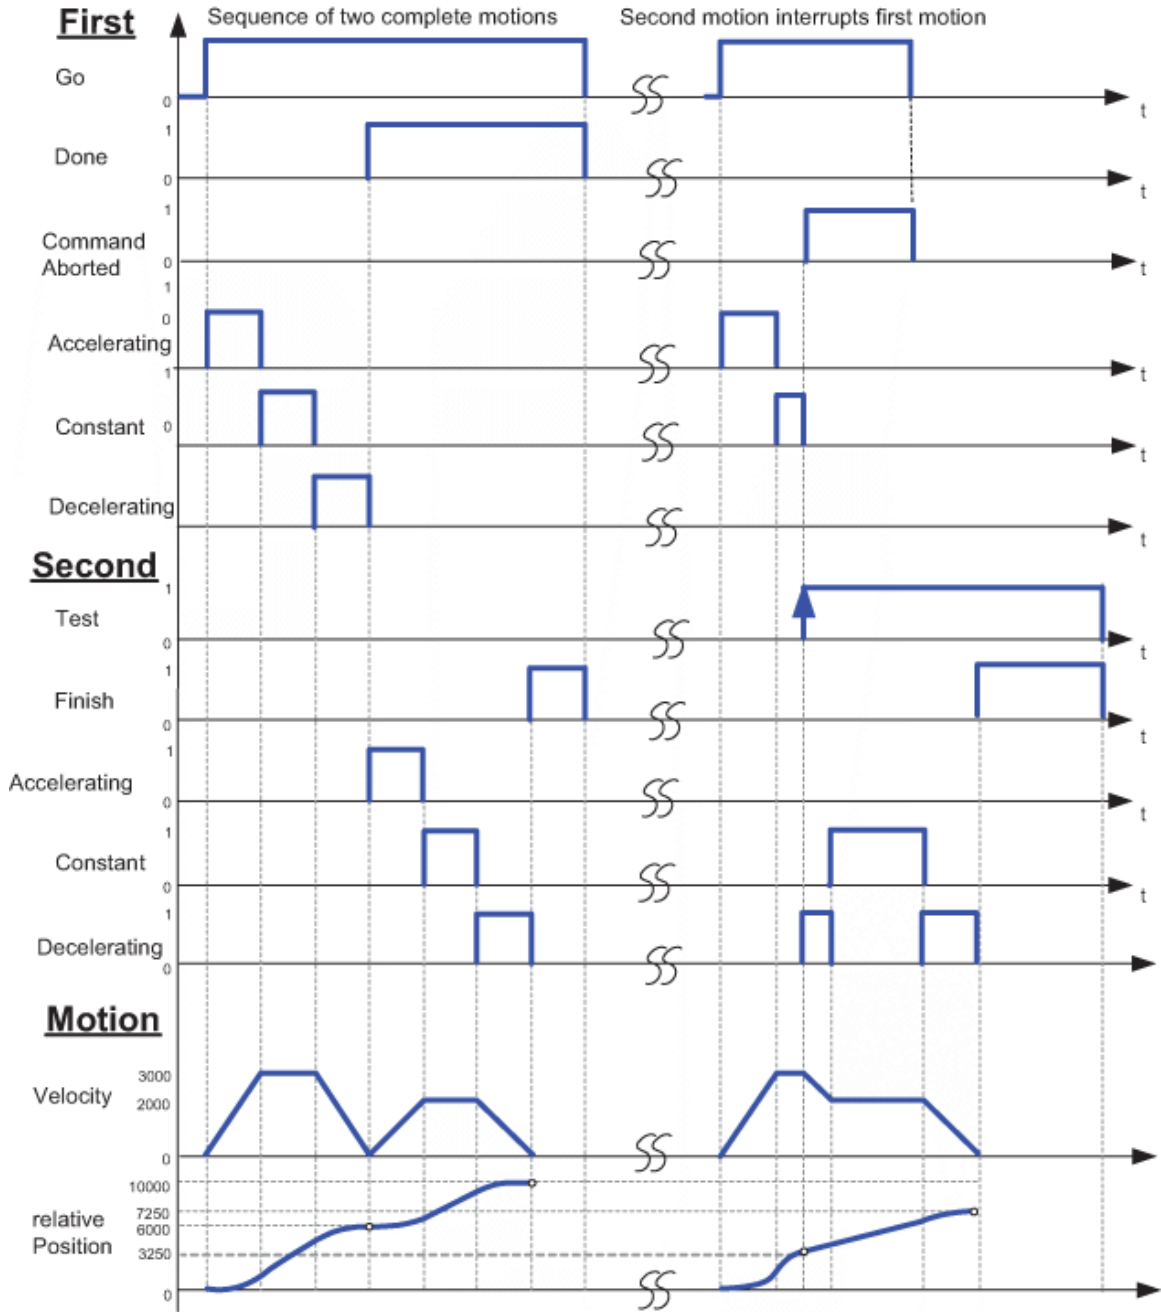 First
Sequence of two complete motions
Second motion interrupts first motion
Go
0
t
1
Done
0
t
1
Command
Aborted
0
t
1
0
Accelerating
1
t
Constant
0
t
Decelerating
t
Second
1
Test
0
t
1
Finish
0
t
1
Accelerating
0
t
1
Constant
0
t
1
Decelerating
0
Motion
3000
Velocity
2000
0
10000
7250
relative
6000
Position
3250
0